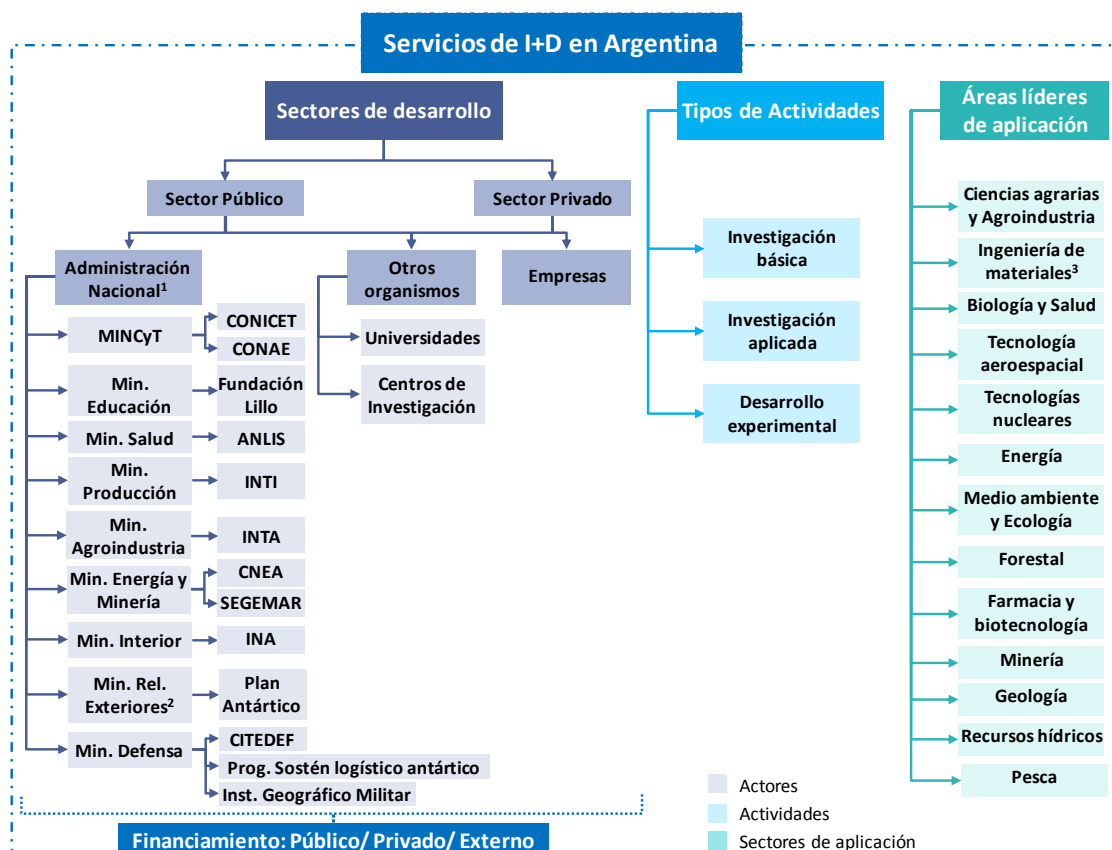 Servicios de I+D en Argentina
Sectores de desarrollo
Sector Público
Sector Privado
Administración
Nacional¹
Otros
organismos
Empresas
MINCyT
CONICET
CONAE
Min.
Educación
Fundación
Lillo
Min. Salud
ANLIS
Min.
Producción
INTI
Min.
Agroindustria
INTA
Min. Energía y
Minería
CNEA
SEGEMAR
Min. Interior
INA
Min. Rel.
Exteriores²
Plan
Antártico
Min. Defensa
CITEDEF
Prog. Sostén logístico antártico
Inst. Geográfico Militar
Universidades
Centros de
Investigación
Financiamiento: Público/ Privado/ Externo
Tipos de Actividades
Investigación
básica
Investigación
aplicada
Desarrollo
experimental
Áreas líderes
de aplicación
Ciencias agrarias
y Agroindustria
Ingeniería de
materiales³
Biología y Salud
Tecnología
aeroespacial
Tecnologías
nucleares
Energía
Medio ambiente
y Ecología
Forestal
Farmacia y
biotecnología
Minería
Geología
Recursos hídricos
Pesca
Actores
Actividades
Sectores de aplicación